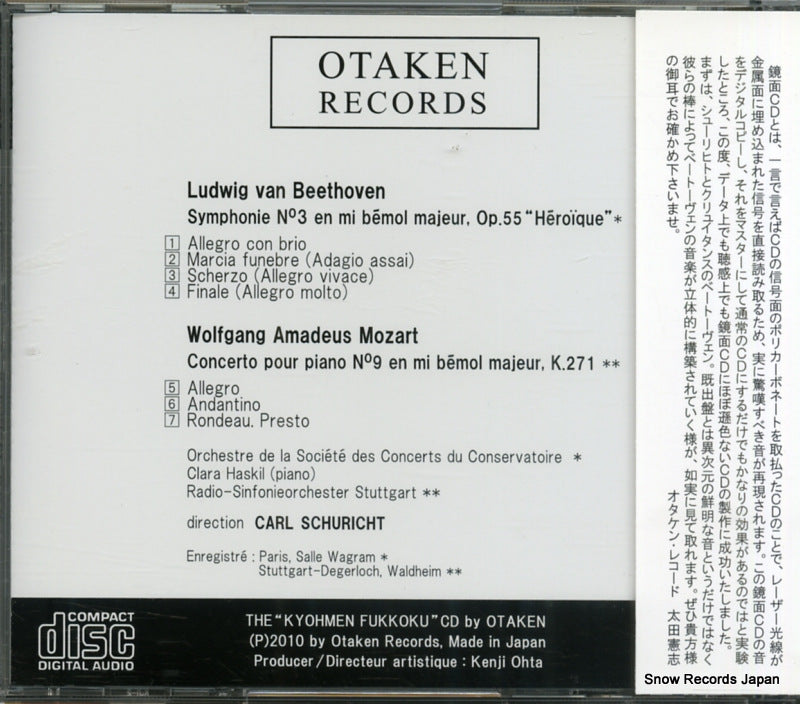 OTAKEN
RECORDS
Ludwig van Beethoven
Symphonie Nº3 en mi bémol majeur, Op.55 “Héroïque”*
1 Allegro con brio
2 Marcia funebre (Adagio assai)
3 Scherzo (Allegro vivace)
4 Finale (Allegro molto)
Wolfgang Amadeus Mozart
Concerto pour piano Nº9 en mi bémol majeur, K.271 **
5 Allegro
6 Andantino
7 Rondeau. Presto
Orchestre de la Société des Concerts du Conservatoire *
Clara Haskil (piano)
Radio-Sinfonieorchester Stuttgart **
direction CARL SCHURICHT
Enregistré : Paris, Salle Wagram *
Stuttgart-Degerloch, Waldheim **
COMPACT
disc
DIGITAL AUDIO
THE “KYOHMEN FUKKOKU” CD by OTAKEN
(P)2010 by Otaken Records, Made in Japan
Producer/Directeur artistique : Kenji Ohta
鏡面CDとは、一言で言えばCDの信号面のポリカーボネートを取払ったCDのことで、レーザー光線が
金属面に埋め込まれた信号を直接読み取るため、実に驚嘆すべき音が再現されます。この鏡面CDの音
をデジタルコピーし、それをマスターにして通常のCDにするだけでもかなりの効果があるのではと実験
したところ、この度、データ上でも聴感上でも鏡面CDにほぼ遜色ないCDの製作に成功いたしました。
まずは、シューリヒトとクリュイタンスのベートーヴェン。既出盤とは異次元の鮮明な音というだけではなく
彼らの棒によってベートーヴェンの音楽が立体的に構築されていく様が、如実に見て取れます。ぜひ貴方様
の御耳でお確かめ下さいませ。
オタケン・レコード 太田憲志
Snow Records Japan